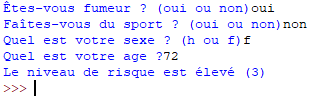 Êtes-vous fumeur ? (oui ou non)oui
Faîtes-vous du sport ? (oui ou non)non
Quel est votre sexe ? (h ou f)f
Quel est votre age ?72
Le niveau de risque est élevé (3)
>>>